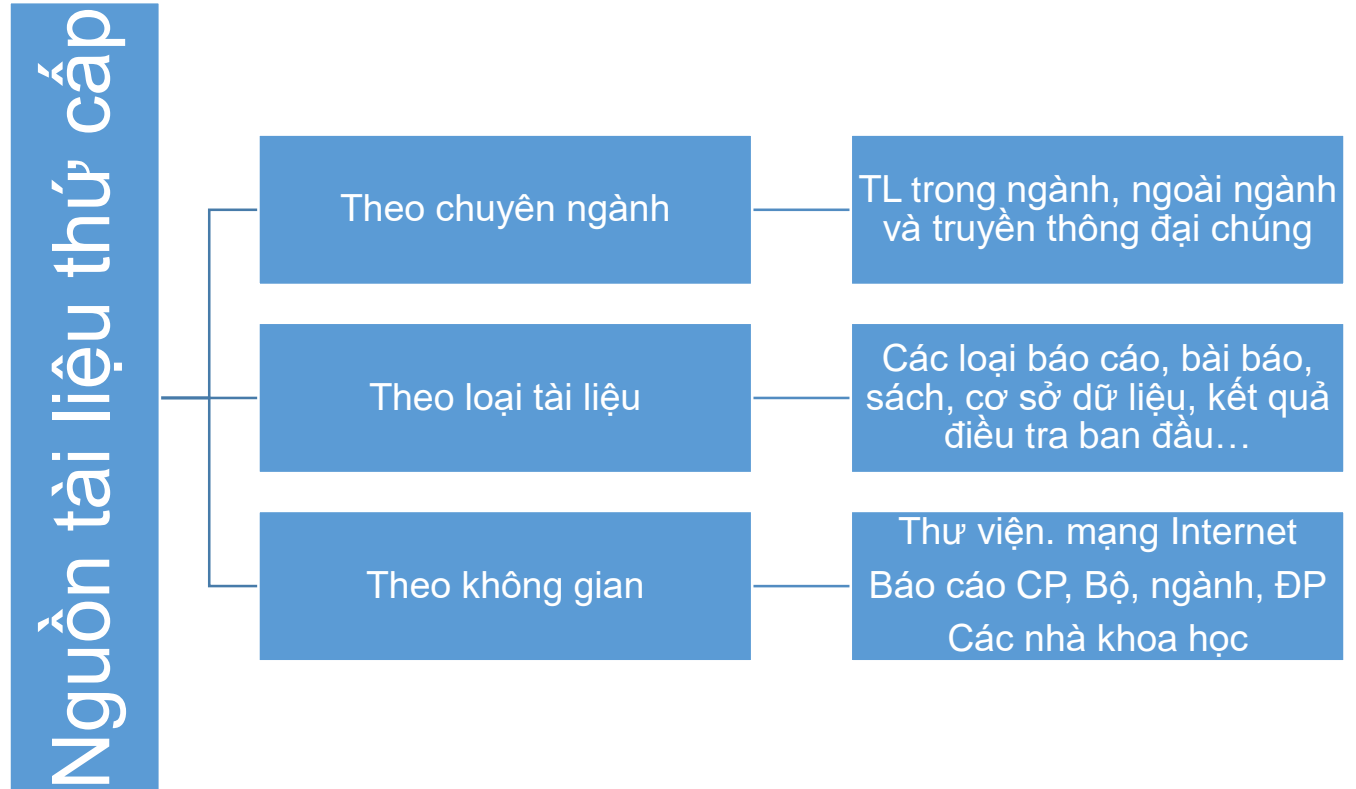 Nguồn tài liệu thứ cấp
Theo chuyên ngành
TL trong ngành, ngoài ngành
và truyền thông đại chúng
Theo loại tài liệu
Các loại báo cáo, bài báo,
sách, cơ sở dữ liệu, kết quả
điều tra ban đầu…
Theo không gian
Thư viện. mạng Internet
Báo cáo CP, Bộ, ngành, ĐP
Các nhà khoa học